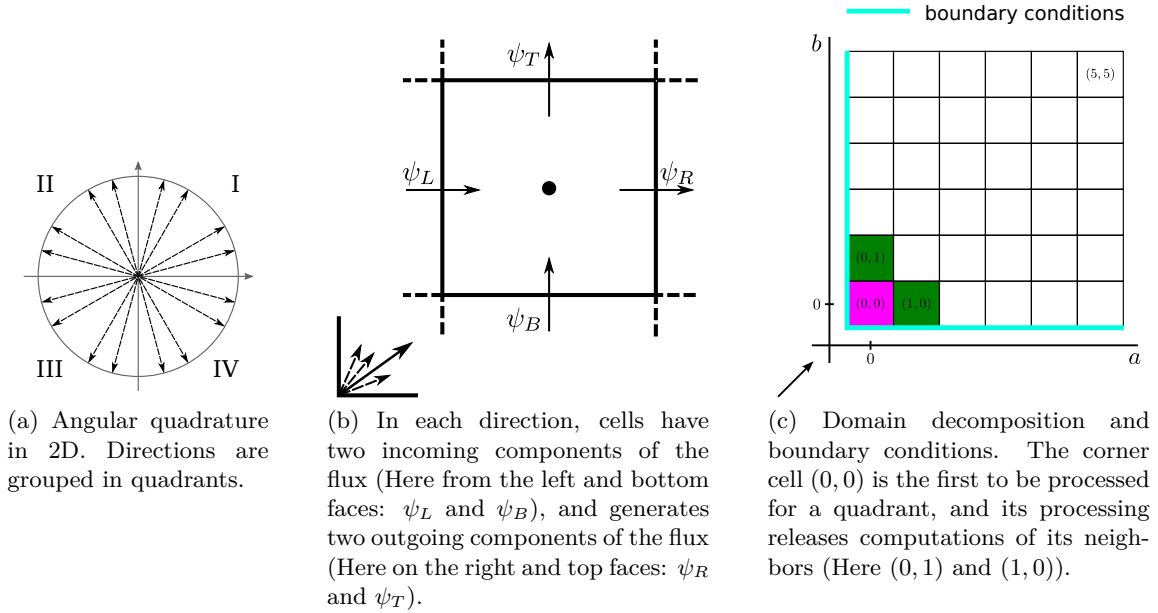 II
I
III
IV
(a) Angular quadrature
in 2D. Directions are
grouped in quadrants.
ψ_T
ψ_L
ψ_R
ψ_B
(b) In each direction, cells have
two incoming components of the
flux (Here from the left and bottom
faces: ψ_L and ψ_B), and generates
two outgoing components of the flux
(Here on the right and top faces: ψ_R
and ψ_T).
boundary conditions
b
(5, 5)
(0, 1)
(0, 0) (1, 0)
0
0
a
(c) Domain decomposition and
boundary conditions. The corner
cell (0, 0) is the first to be processed
for a quadrant, and its processing
releases computations of its neigh-
bors (Here (0, 1) and (1, 0)).